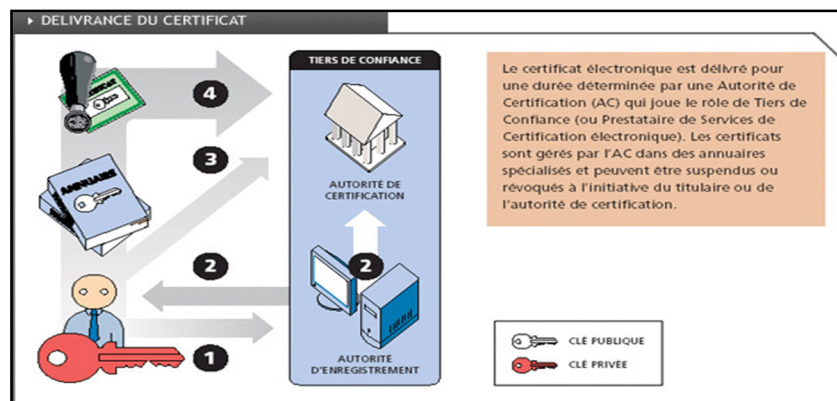 DELIVRANCE DU CERTIFICAT
4
3
2
1
ANNUAIRE
TIERS DE CONFIANCE
AUTORITÉ DE
CERTIFICATION
2
AUTORITÉ
D'ENREGISTREMENT
Le certificat électronique est délivré pour
une durée déterminée par une Autorité de
Certification (AC) qui joue le rôle de Tiers de
Confiance (ou Prestataire de Services de
Certification électronique). Les certificats
sont gérés par l'AC dans des annuaires
spécialisés et peuvent être suspendus ou
révoqués à l'initiative du titulaire ou de
l'autorité de certification.
CLÉ PUBLIQUE
CLÉ PRIVÉE